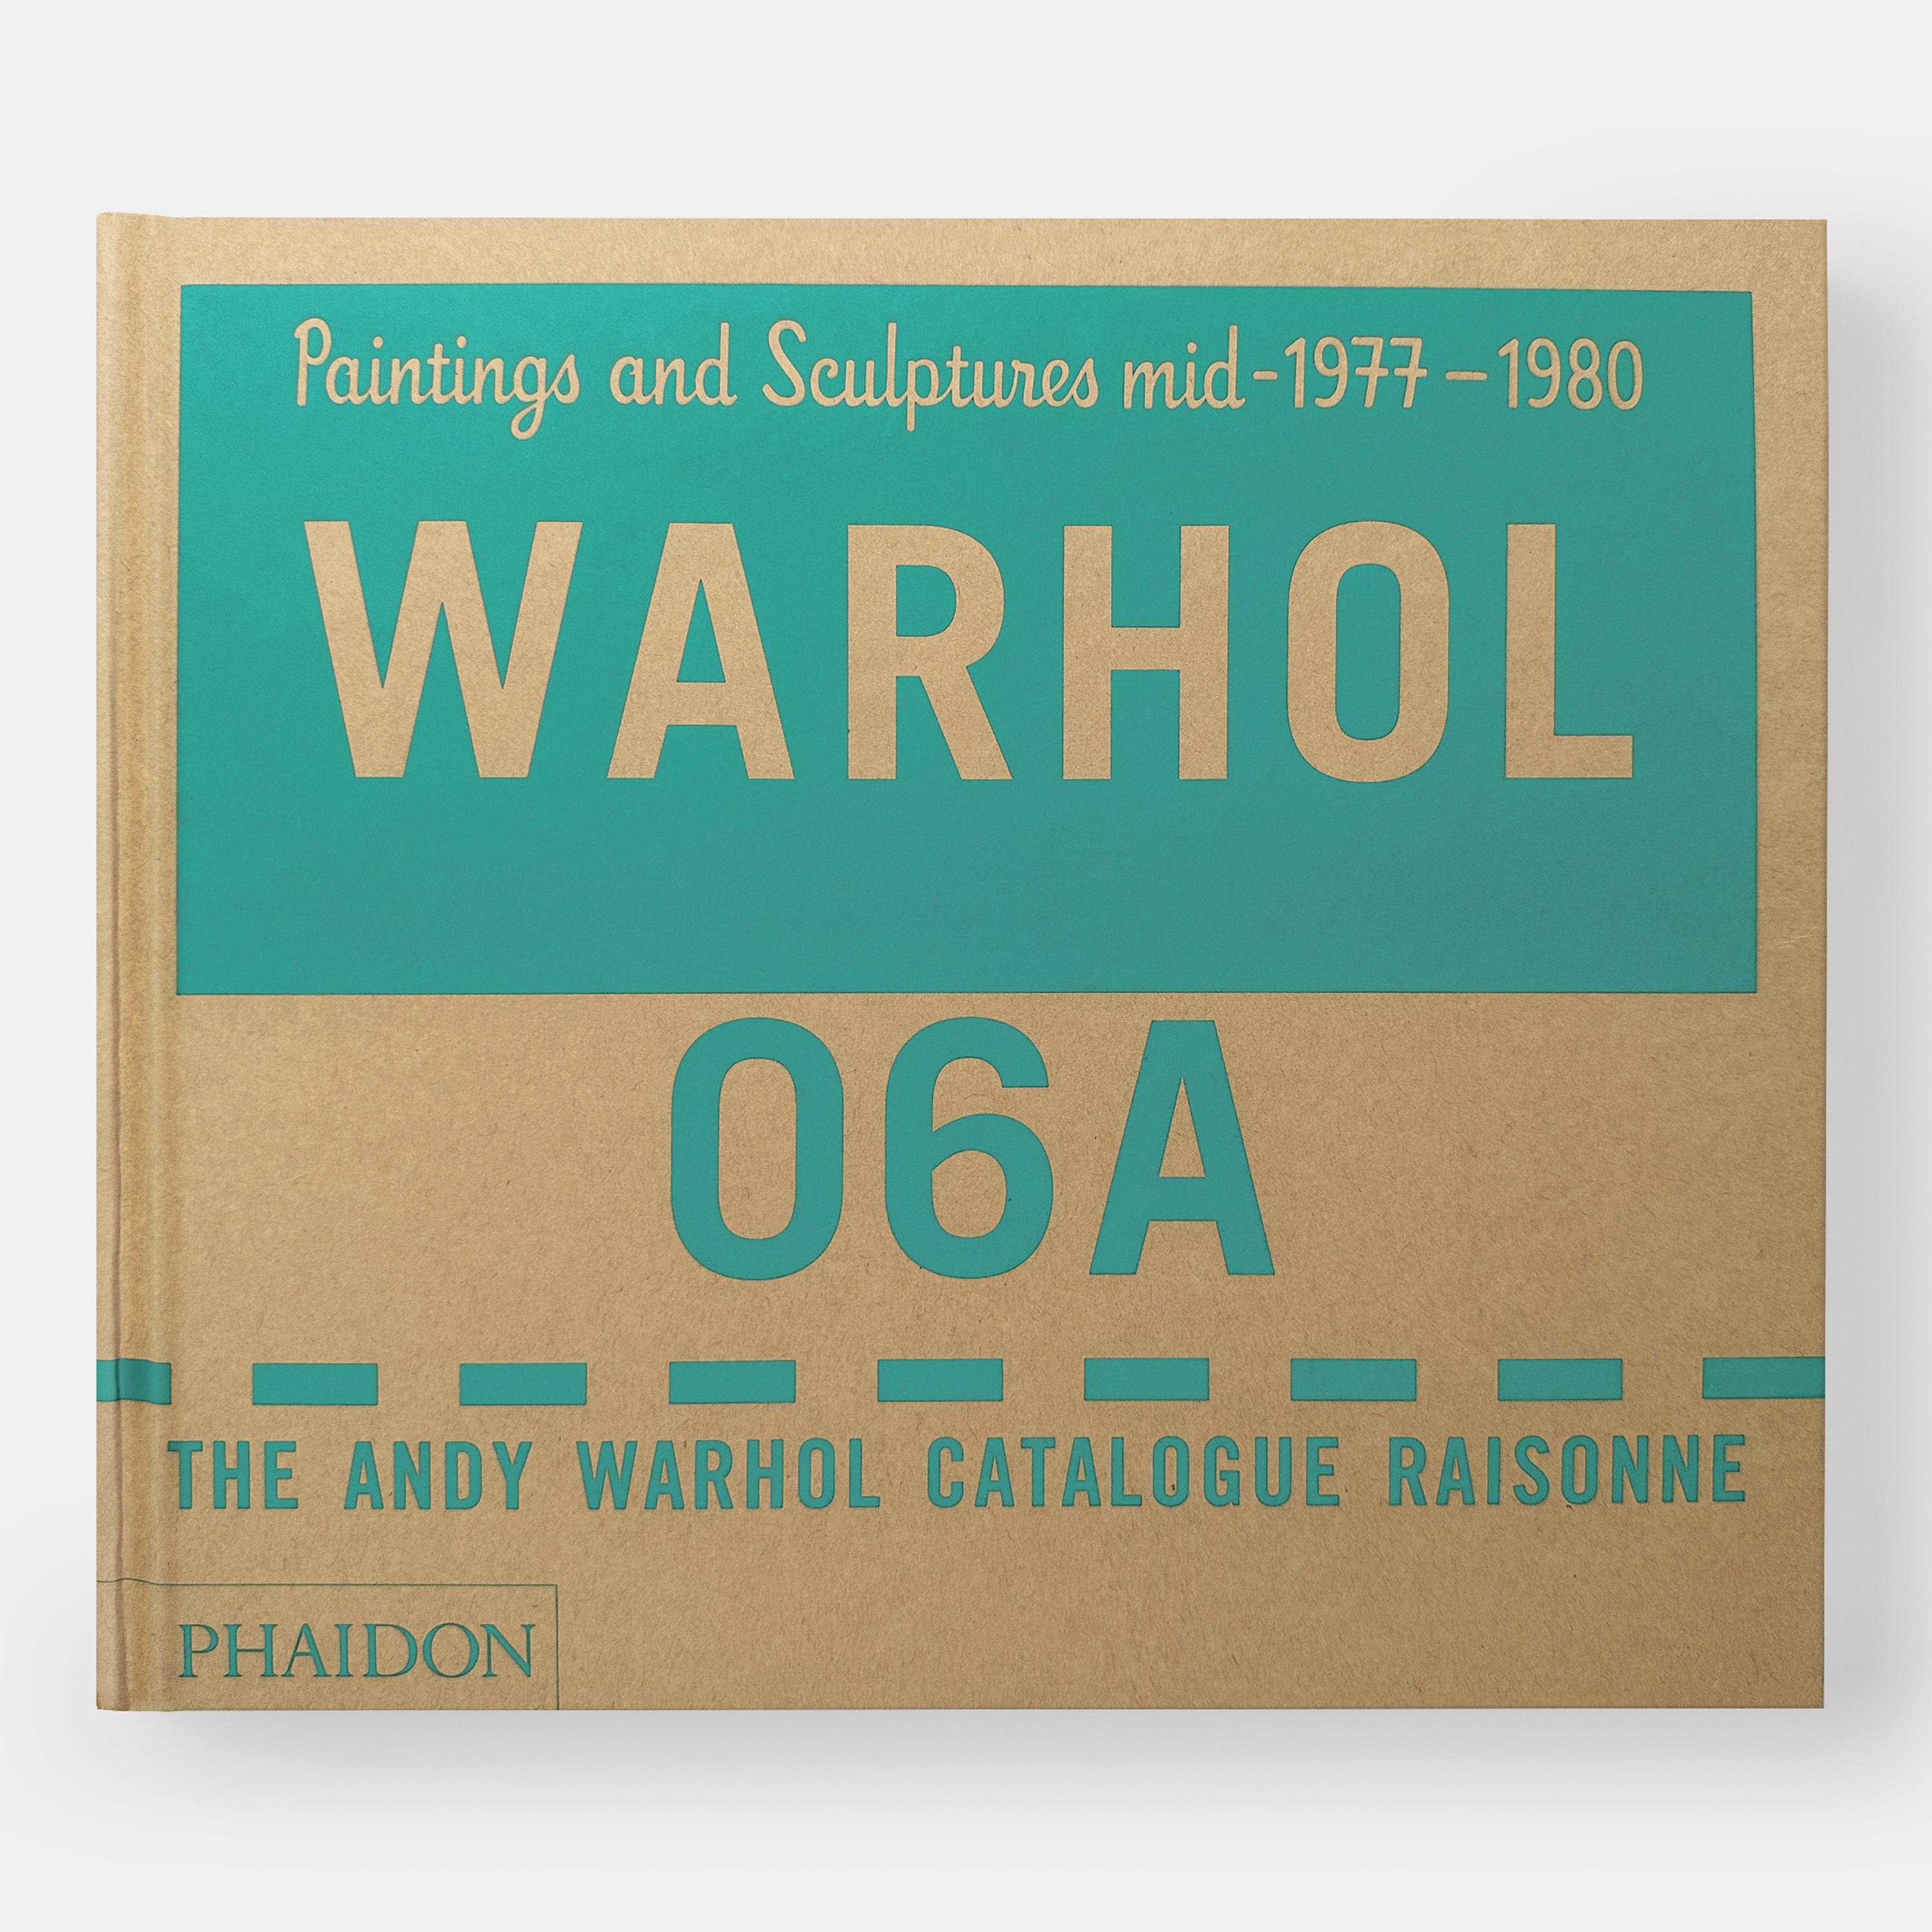 Paintings and Sculptures mid-1977–1980
WARHOL
06A
THE ANDY WARHOL CATALOGUE RAISONNE
PHAIDON